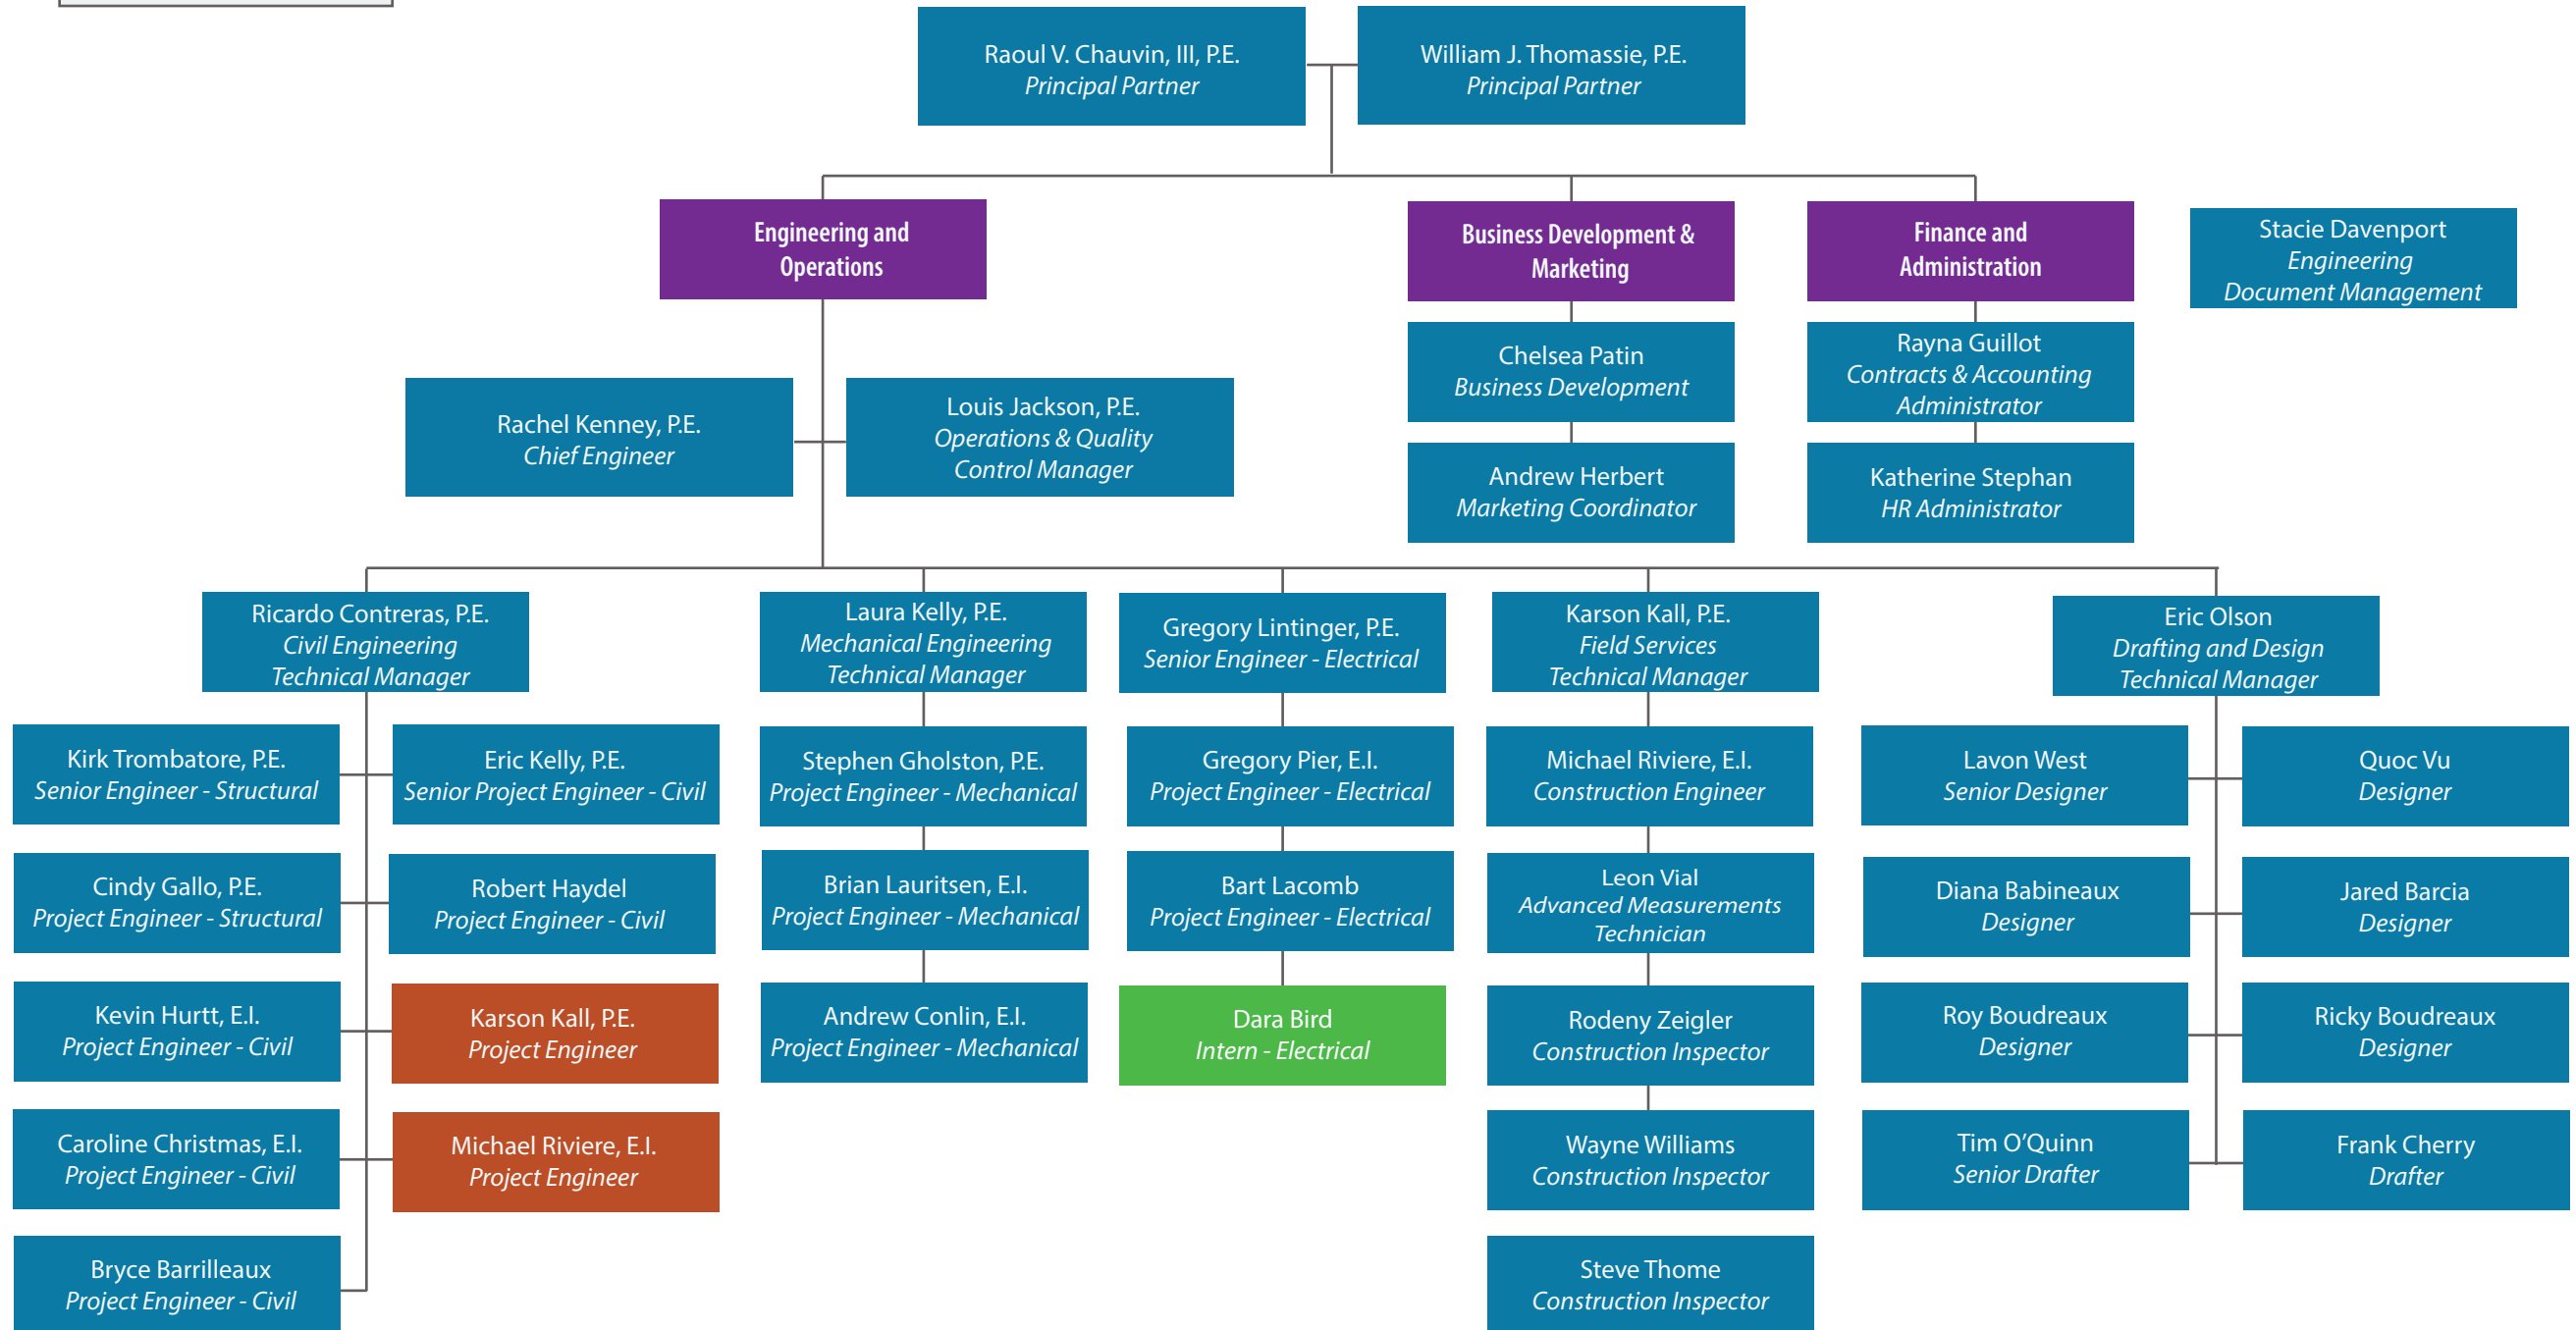 Raoul V. Chauvin, III, P.E.
Principal Partner
William J. Thomassie, P.E.
Principal Partner
Engineering and
Operations
Business Development &
Marketing
Finance and
Administration
Stacie Davenport
Engineering
Document Management
Chelsea Patin
Business Development
Rayna Guillot
Contracts & Accounting
Administrator
Rachel Kenney, P.E.
Chief Engineer
Louis Jackson, P.E.
Operations & Quality
Control Manager
Andrew Herbert
Marketing Coordinator
Katherine Stephan
HR Administrator
Ricardo Contreras, P.E.
Civil Engineering
Technical Manager
Laura Kelly, P.E.
Mechanical Engineering
Technical Manager
Gregory Lintinger, P.E.
Senior Engineer - Electrical
Karson Kall, P.E.
Field Services
Technical Manager
Eric Olson
Drafting and Design
Technical Manager
Kirk Trombatore, P.E.
Senior Engineer - Structural
Eric Kelly, P.E.
Senior Project Engineer - Civil
Stephen Gholston, P.E.
Project Engineer - Mechanical
Gregory Pier, E.I.
Project Engineer - Electrical
Michael Riviere, E.I.
Construction Engineer
Lavon West
Senior Designer
Quoc Vu
Designer
Cindy Gallo, P.E.
Project Engineer - Structural
Robert Haydel
Project Engineer - Civil
Brian Lauritsen, E.I.
Project Engineer - Mechanical
Bart Lacomb
Project Engineer - Electrical
Leon Vial
Advanced Measurements
Technician
Diana Babineaux
Designer
Jared Barcia
Designer
Kevin Hurtt, E.I.
Project Engineer - Civil
Karson Kall, P.E.
Project Engineer
Andrew Conlin, E.I.
Project Engineer - Mechanical
Dara Bird
Intern - Electrical
Rodeny Zeigler
Construction Inspector
Roy Boudreaux
Designer
Ricky Boudreaux
Designer
Caroline Christmas, E.I.
Project Engineer - Civil
Michael Riviere, E.I.
Project Engineer
Wayne Williams
Construction Inspector
Tim O’Quinn
Senior Drafter
Frank Cherry
Drafter
Bryce Barrilleaux
Project Engineer - Civil
Steve Thome
Construction Inspector